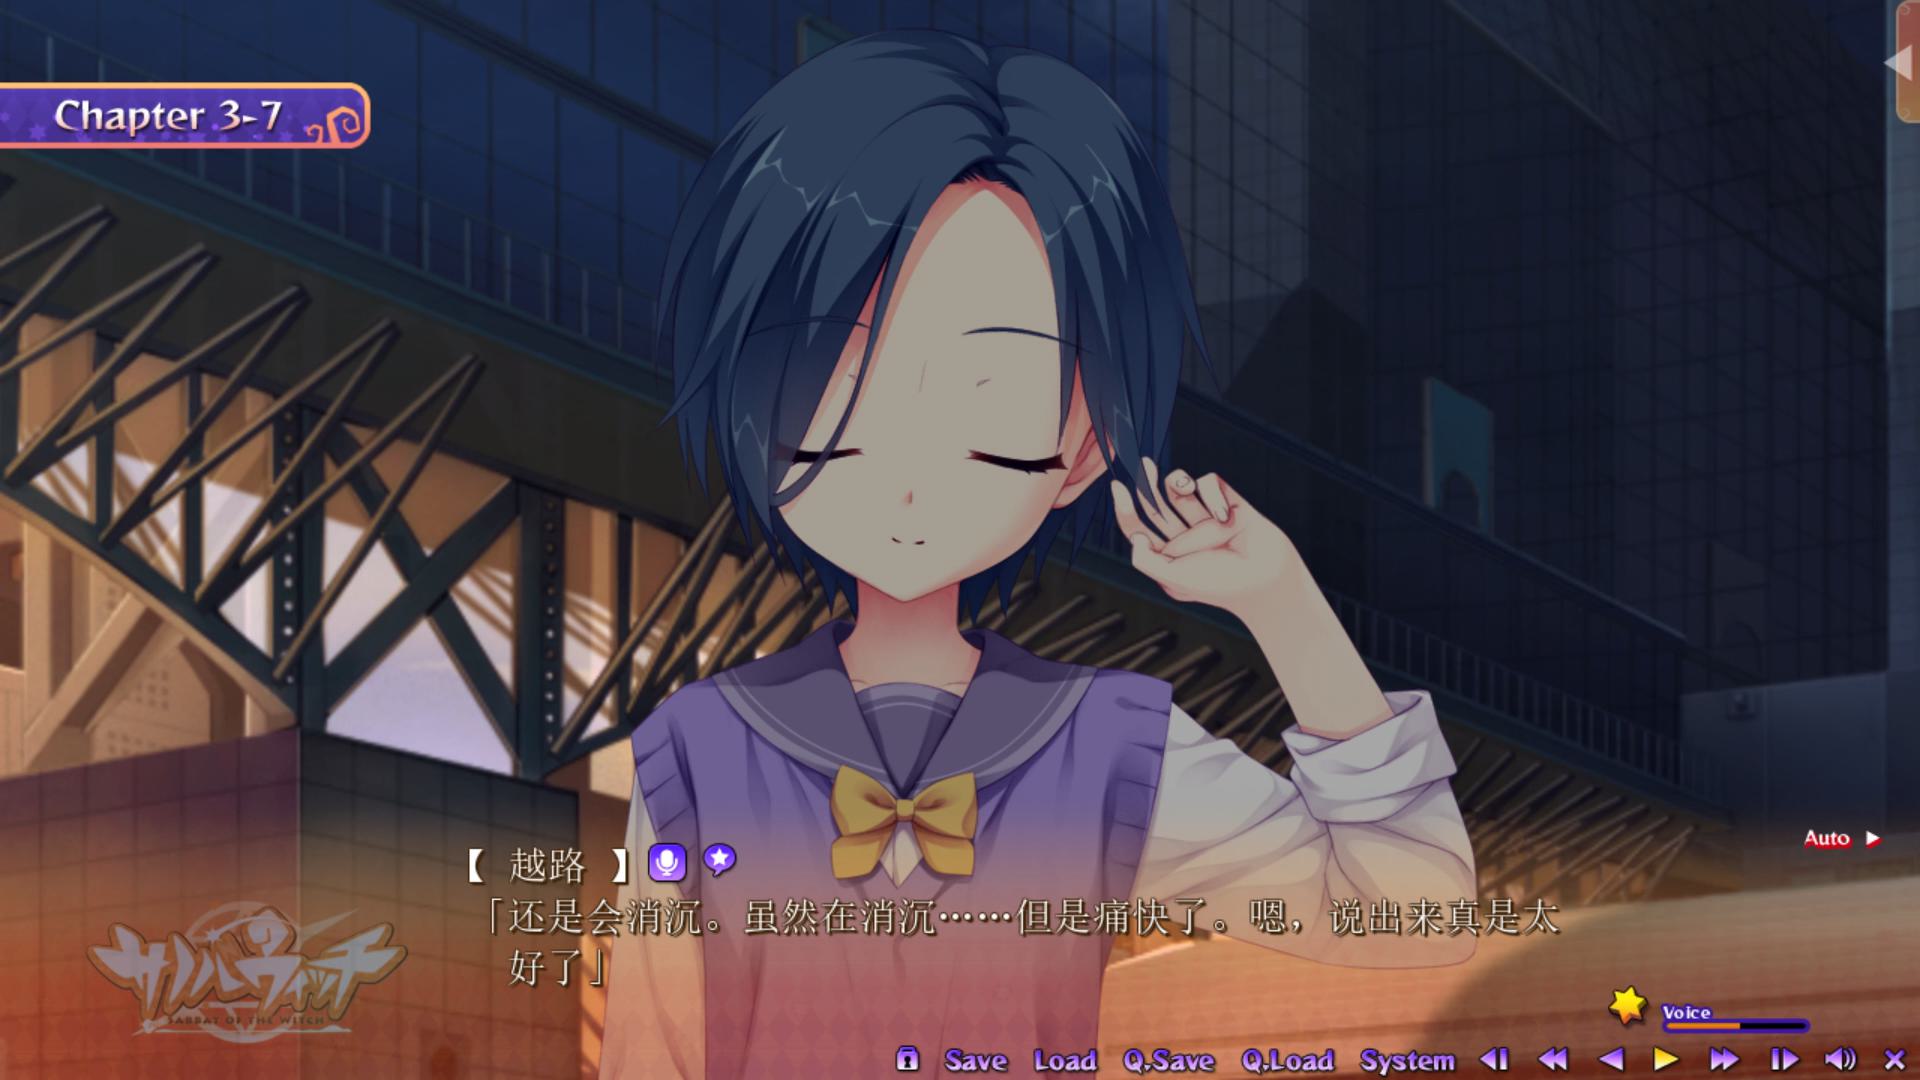 Chapter 3-7
Auto
【 越路 】
「还是会消沉。虽然在消沉……但是痛快了。嗯，说出来真是太
好了」
サノバウィッチ
SABBAT OF THE WITCH
Voice
Save Load Q.Save Q.Load System